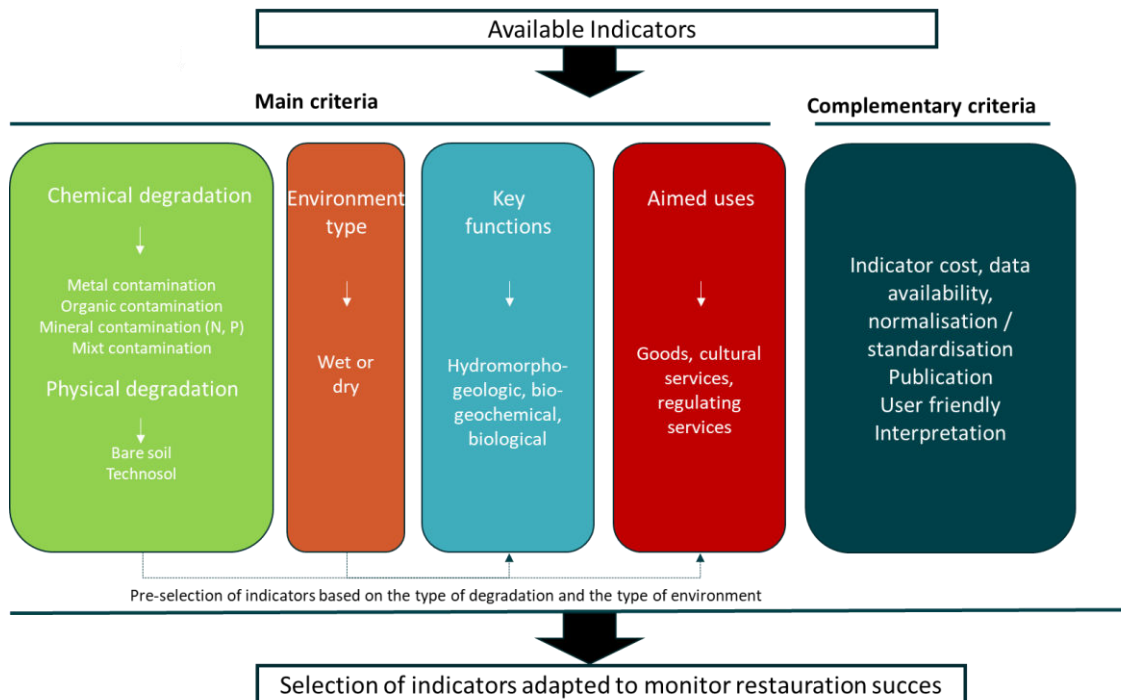 Available Indicators
Main criteria
Complementary criteria
Chemical degradation
Metal contamination
Organic contamination
Mineral contamination (N, P)
Mixt contamination
Physical degradation
Bare soil
Technosol
Environment
type
Wet or
dry
Key
functions
Hydromorpho-
geologic, bio-
geochemical,
biological
Aimed uses
Goods, cultural
services,
regulating
services
Indicator cost, data
availability,
normalisation /
standardisation
Publication
User friendly
Interpretation
Pre-selection of indicators based on the type of degradation and the type of environment
Selection of indicators adapted to monitor restauration succes